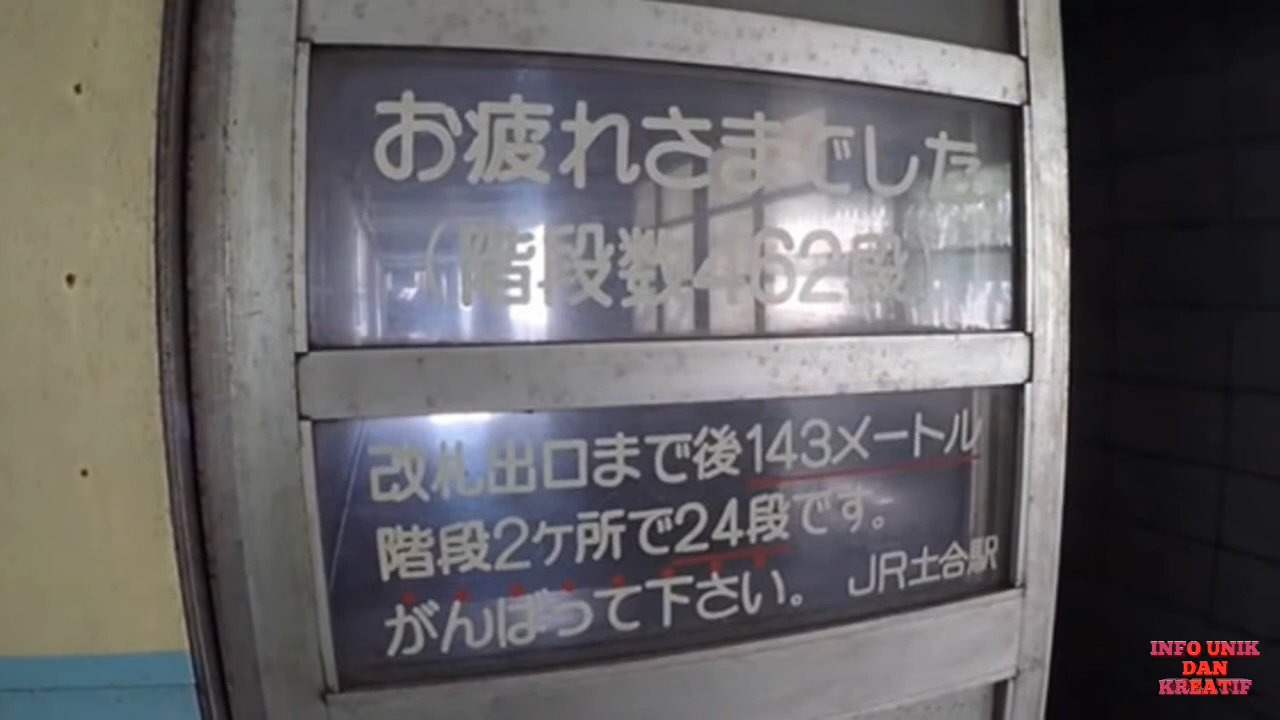 お疲れさまでした
(階段数462段)
改札出口まで後143メートル
階段2ケ所で24段です。
がんばって下さい。 JR土合駅
INFO UNIK
DAN
KREATIF